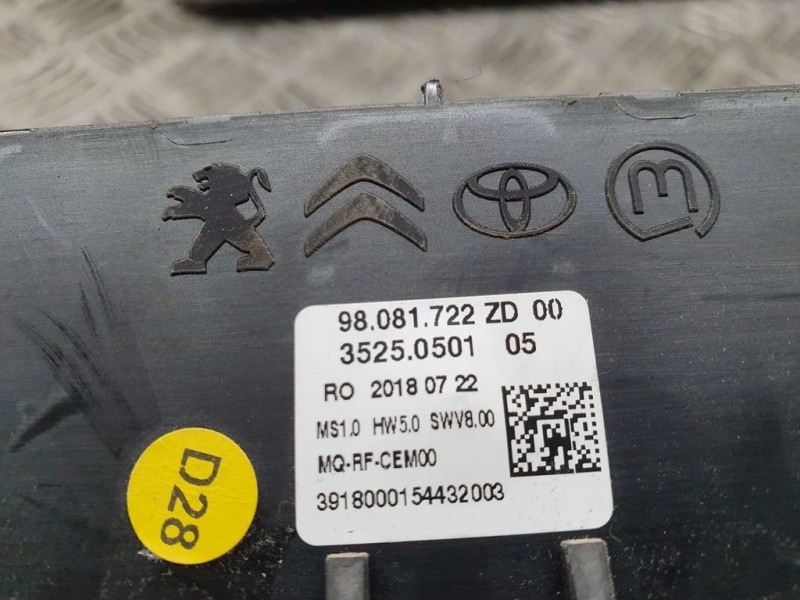 98.081.722 ZD 00
3525.0501 05
RO 2018 07 22
MS1.0 HW5.0 SWV8.00
MQ-RF-CEM00
3918000154432003
D28